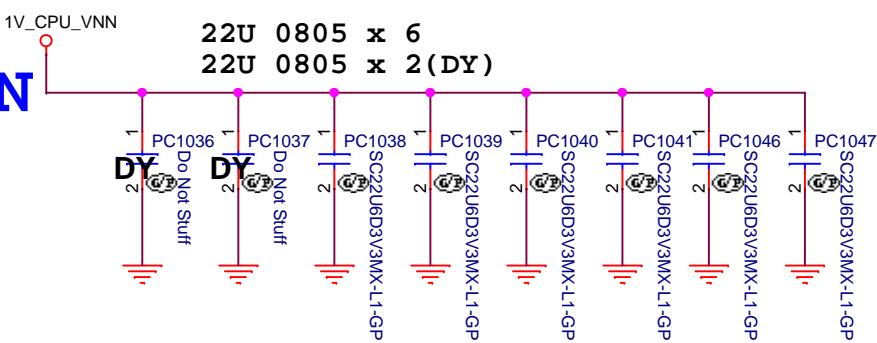 1V_CPU_VNN
22U 0805 x 6
22U 0805 x 2(DY)
N
1 PC1036
DY
2 G/P
Do Not Stuff
1 PC1037
DY
2 G/P
Do Not Stuff
1 PC1038
2 G/P
SC22U6D3V3MX-L1-GP
1 PC1039
2 G/P
SC22U6D3V3MX-L1-GP
1 PC1040
2 G/P
SC22U6D3V3MX-L1-GP
1 PC1041
2 G/P
SC22U6D3V3MX-L1-GP
1 PC1046
2 G/P
SC22U6D3V3MX-L1-GP
1 PC1047
2 G/P
SC22U6D3V3MX-L1-GP